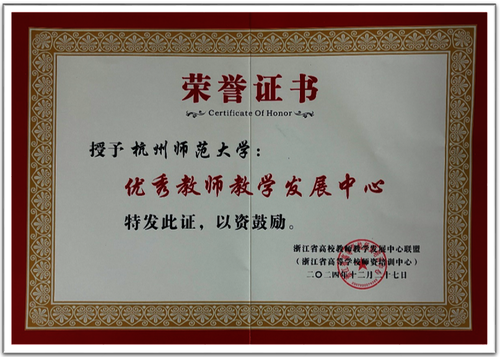 荣誉证书
Certificate Of Honor
授予杭州师范大学：
优秀教师教学发展中心
特发此证，以资鼓励。
浙江省高校教师教学发展中心联盟
（浙江省高等学校师资培训中心）
二〇二四年十二月二十七日